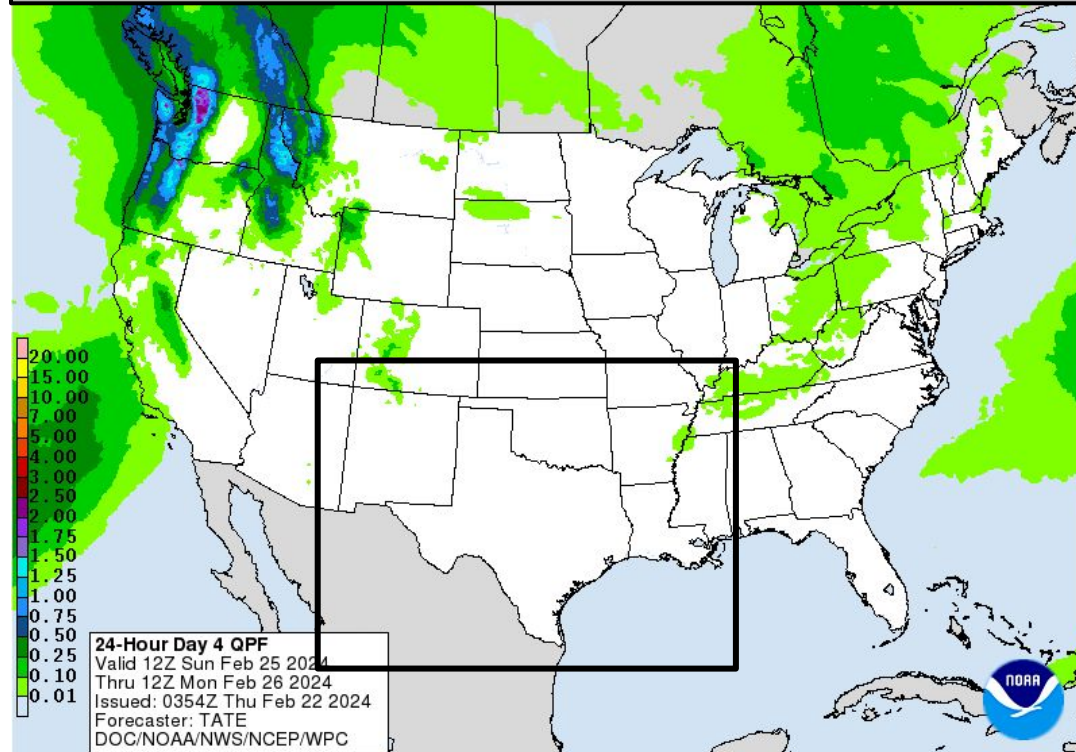 20.00
15.00
10.00
7.00
5.00
4.00
3.00
2.50
2.00
1.75
1.50
1.25
1.00
0.75
0.50
0.25
0.10
0.01
24-Hour Day 4 QPF
Valid 12Z Sun Feb 25 2024
Thru 12Z Mon Feb 26 2024
Issued: 0354Z Thu Feb 22 2024
Forecaster: TATE
DOC/NOAA/NWS/NCEP/WPC
NOAA